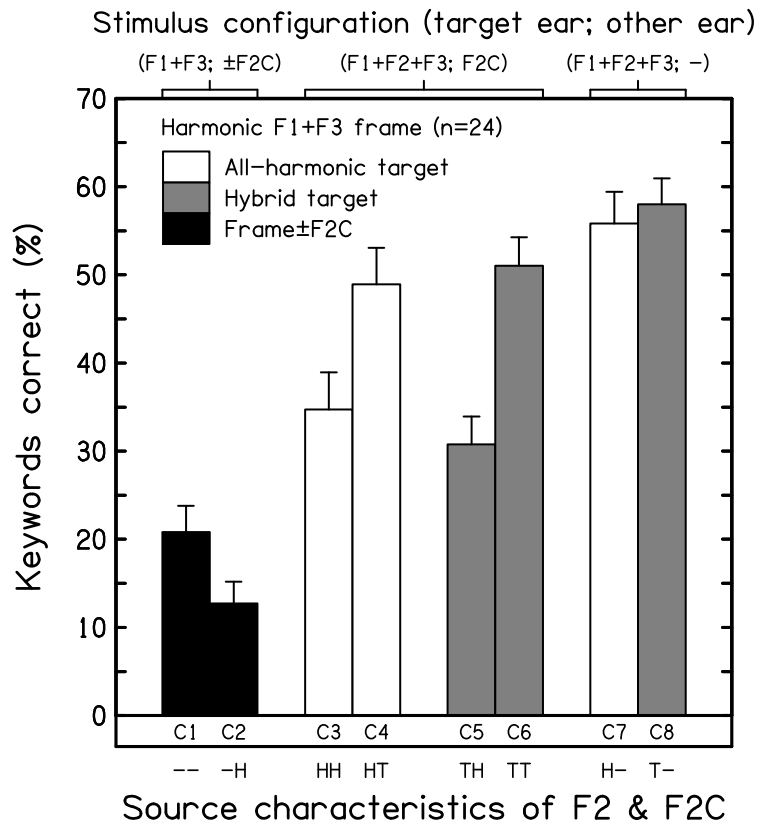 Stimulus configuration (target ear; other ear)
(F1+F3; ±F2C) (F1+F2+F3; F2C) (F1+F2+F3; -)
Harmonic F1+F3 frame (n=24)
All-harmonic target
Hybrid target
Frame±F2C
Keywords correct (%)
70
60
50
40
30
20
10
0
C1 C2 C3 C4 C5 C6 C7 C8
-- -H HH HT TH TT H- T-
Source characteristics of F2 & F2C